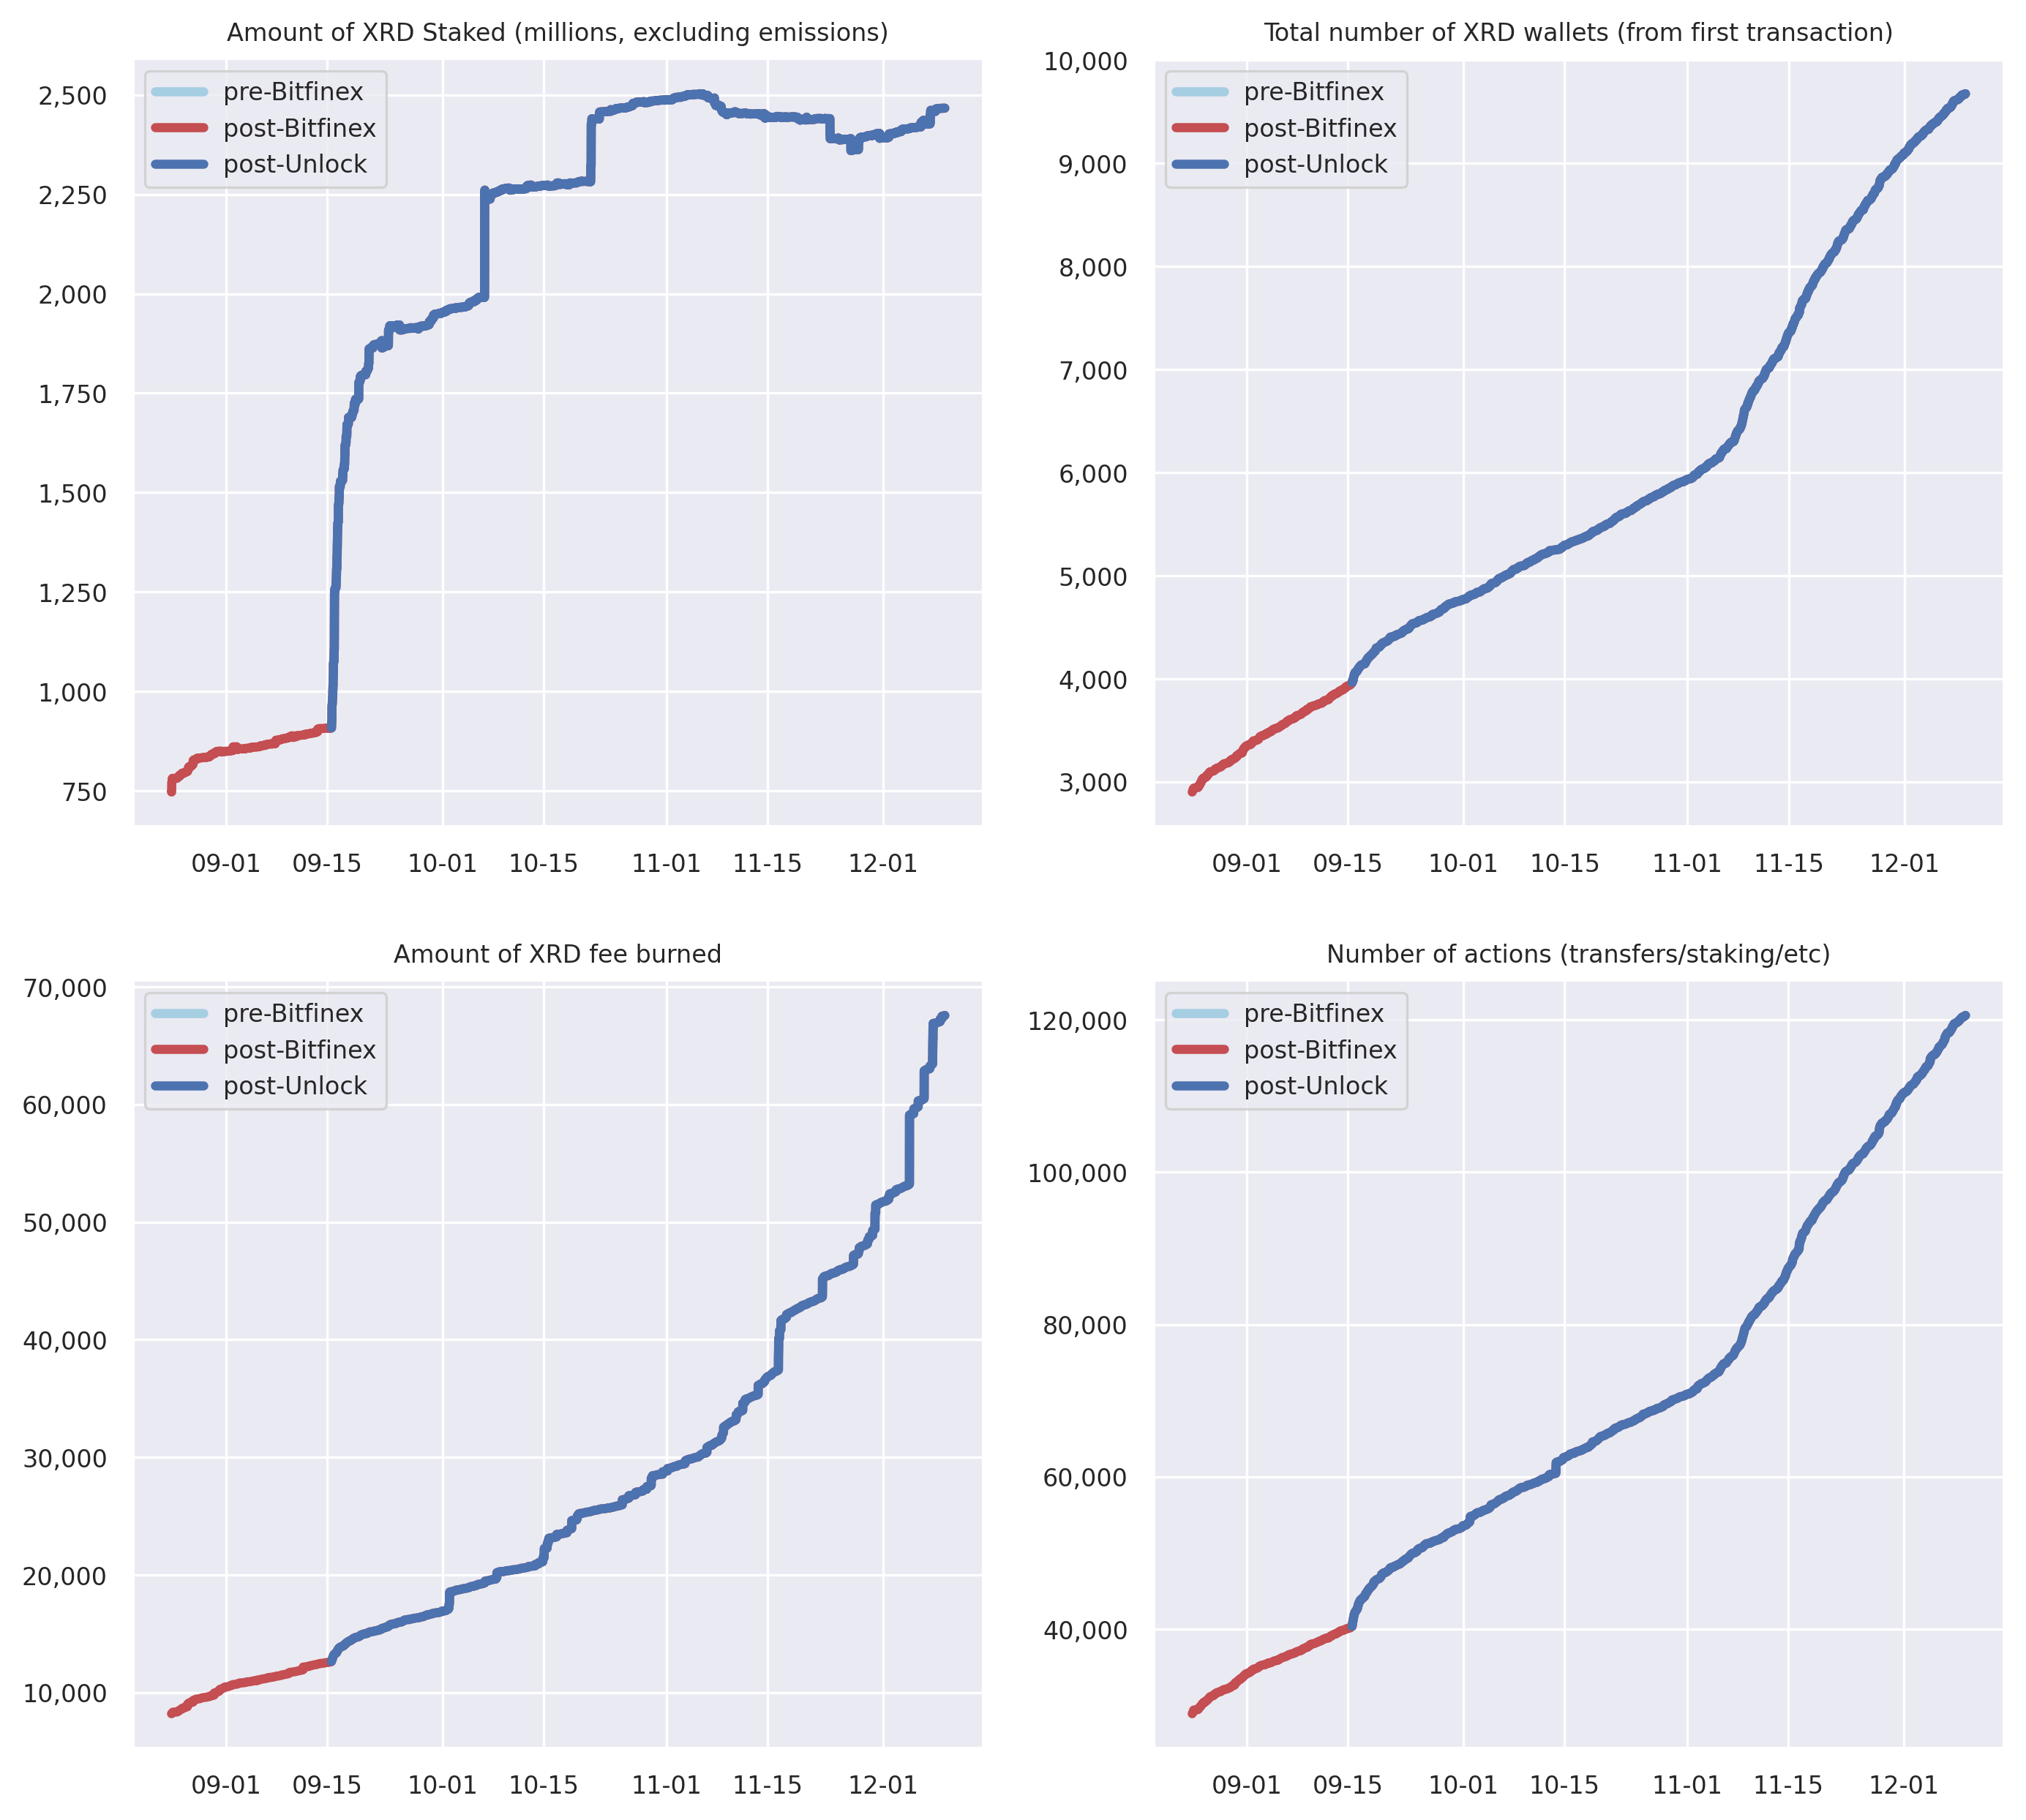 Amount of XRD Staked (millions, excluding emissions)
2,500
2,250
2,000
1,750
1,500
1,250
1,000
750
pre-Bitfinex
post-Bitfinex
post-Unlock
09-01 09-15 10-01 10-15 11-01 11-15 12-01
Total number of XRD wallets (from first transaction)
10,000
9,000
8,000
7,000
6,000
5,000
4,000
3,000
pre-Bitfinex
post-Bitfinex
post-Unlock
09-01 09-15 10-01 10-15 11-01 11-15 12-01
Amount of XRD fee burned
70,000
60,000
50,000
40,000
30,000
20,000
10,000
pre-Bitfinex
post-Bitfinex
post-Unlock
09-01 09-15 10-01 10-15 11-01 11-15 12-01
Number of actions (transfers/staking/etc)
120,000
100,000
80,000
60,000
40,000
pre-Bitfinex
post-Bitfinex
post-Unlock
09-01 09-15 10-01 10-15 11-01 11-15 12-01